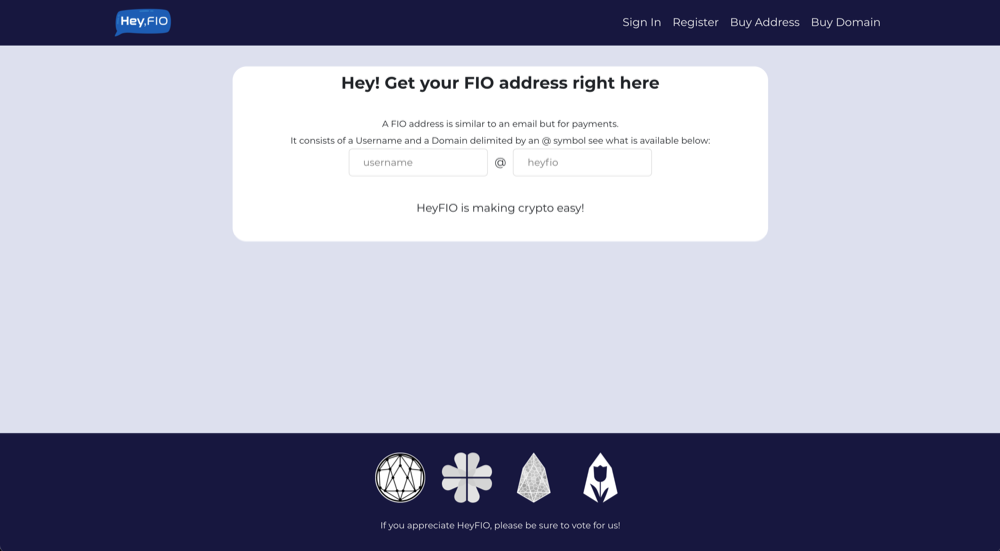 Hey.FIO
Sign In Register Buy Address Buy Domain
Hey! Get your FIO address right here
A FIO address is similar to an email but for payments.
It consists of a Username and a Domain delimited by an @ symbol see what is available below:
username @ heyfio
HeyFIO is making crypto easy!
If you appreciate HeyFIO, please be sure to vote for us!